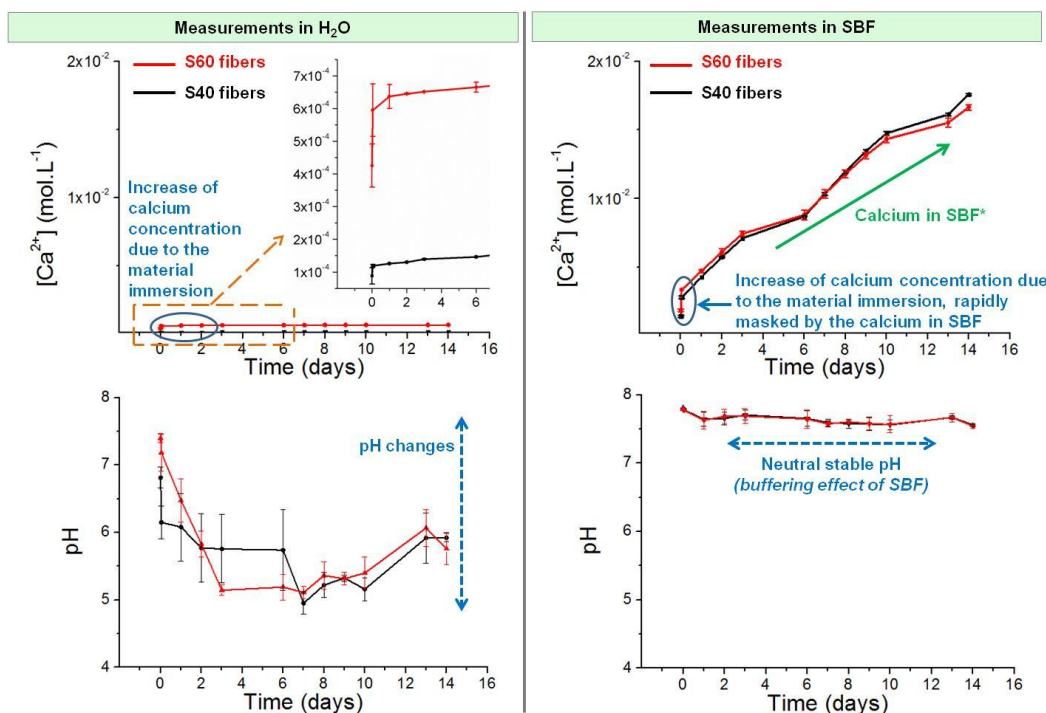 Measurements in H₂O
2x10⁻²
1x10⁻²
[Ca²⁺] (mol.L⁻¹)
S60 fibers
S40 fibers
Increase of
calcium
concentration
due to the
material
immersion
7x10⁻⁴
6x10⁻⁴
5x10⁻⁴
4x10⁻⁴
3x10⁻⁴
2x10⁻⁴
1x10⁻⁴
0 2 4 6
0 2 4 6 8 10 12 14 16
Time (days)
8
7
6
5
4
pH
pH changes
0 2 4 6 8 10 12 14 16
Time (days)
Measurements in SBF
2x10⁻²
1x10⁻²
[Ca²⁺] (mol.L⁻¹)
S60 fibers
S40 fibers
Calcium in SBF*
Increase of calcium concentration due
to the material immersion, rapidly
masked by the calcium in SBF
0 2 4 6 8 10 12 14 16
Time (days)
8
7
6
5
4
pH
Neutral stable pH
(buffering effect of SBF)
0 2 4 6 8 10 12 14 16
Time (days)